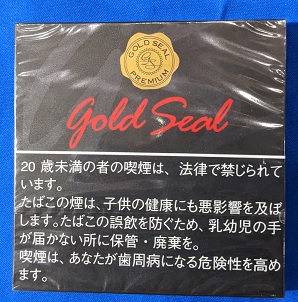 GOLD SEAL
GS
PREMIUM
Gold Seal
20 歳未満の者の喫煙は、法律で禁じられて
います。
たばこの煙は、子供の健康にも悪影響を及ぼ
します。たばこの誤飲を防ぐため、乳幼児の手
が届かない所に保管・廃棄を。
喫煙は、あなたが歯周病になる危険性を高め
ます。